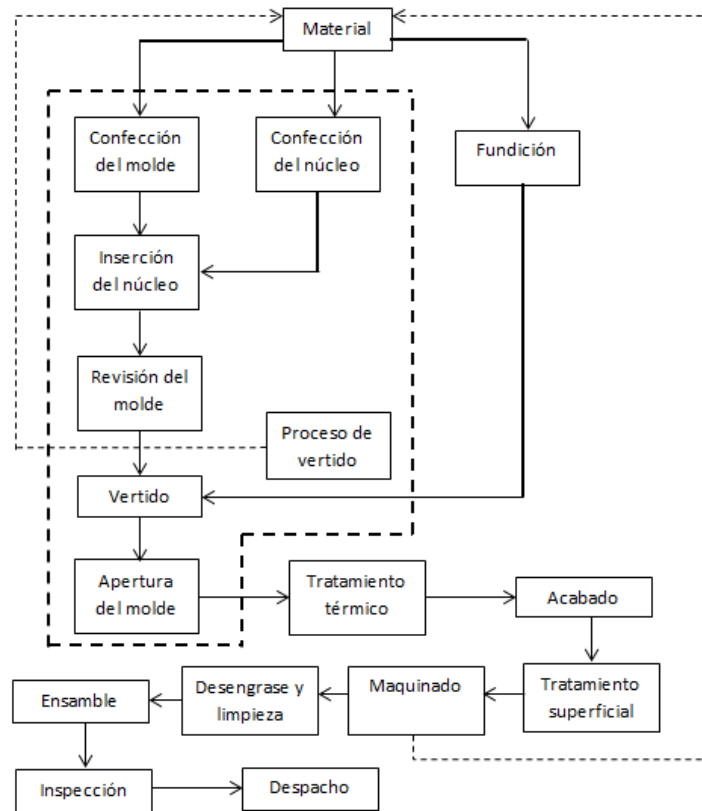 Material
Confección
del molde
Confección
del núcleo
Fundición
Inserción
del núcleo
Revisión del
molde
Proceso de
vertido
Vertido
Apertura
del molde
Tratamiento
térmico
Acabado
Ensamble
Desengrase y
limpieza
Maquinado
Tratamiento
superficial
Inspección
Despacho